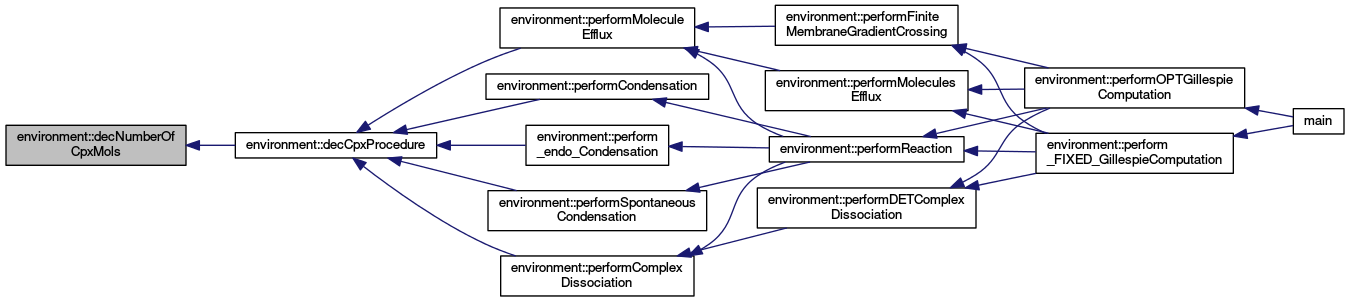 environment::decNumberOf
CpxMols
environment::decCpxProcedure
environment::performMolecule
Efflux
environment::performCondensation
environment::perform
_endo_Condensation
environment::performSpontaneous
Condensation
environment::performComplex
Dissociation
environment::performFinite
MembraneGradientCrossing
environment::performMolecules
Efflux
environment::performReaction
environment::performDETComplex
Dissociation
environment::performOPTGillespie
Computation
environment::perform
_FIXED_GillespieComputation
main